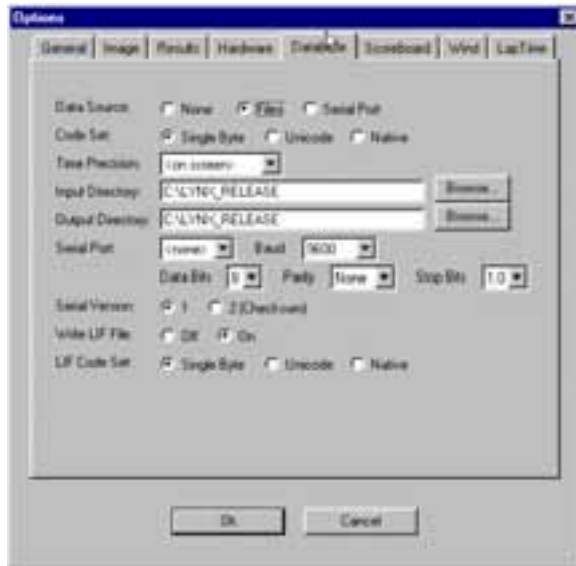 Options
General Image Results Hardware Database Scoreboard Wind LapTime
Data Source: None Files Serial Port
Code Set: Single Byte Unicode Native
Time Precision: <on screen>
Input Directory: C:\LYNX_RELEASE Browse...
Output Directory: C:\LYNX_RELEASE Browse...
Serial Port: <none> Baud: 9600
Data Bits: 8 Parity: None Stop Bits: 1.0
Serial Version: 1 2 (Checksum)
Write LIF File: Off On
LIF Code Set: Single Byte Unicode Native
Ok Cancel